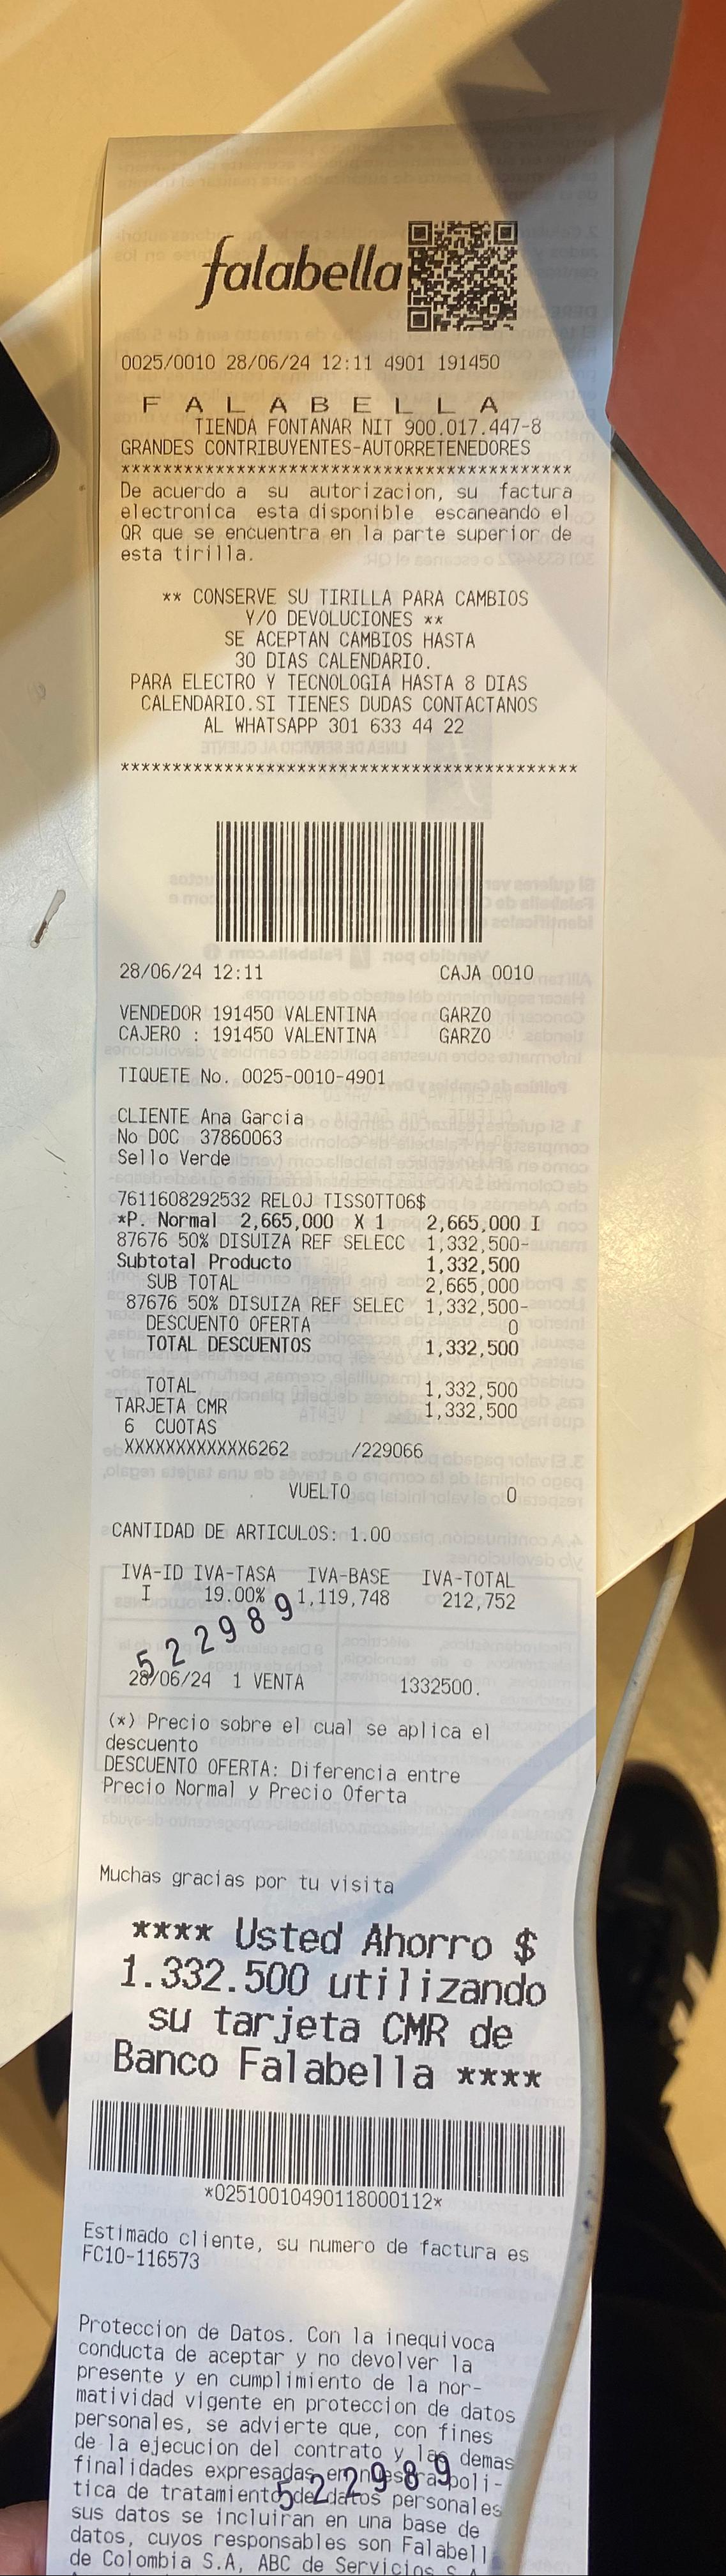 falabella
0025/0010 28/06/24 12:11 4901 191450
F A L A B E L L A
TIENDA FONTANAR NIT 900.017.447-8
GRANDES CONTRIBUYENTES-AUTORRETENEDORES
********************************************
De acuerdo a su autorizacion, su factura
electronica esta disponible escaneando el
QR que se encuentra en la parte superior de
esta tirilla.
** CONSERVE SU TIRILLA PARA CAMBIOS
Y/O DEVOLUCIONES **
SE ACEPTAN CAMBIOS HASTA
30 DIAS CALENDARIO.
PARA ELECTRO Y TECNOLOGIA HASTA 8 DIAS
CALENDARIO.SI TIENES DUDAS CONTACTANOS
AL WHATSAPP 301 633 44 22
********************************************
28/06/24 12:11 CAJA 0010
VENDEDOR 191450 VALENTINA GARZO
CAJERO : 191450 VALENTINA GARZO
TIQUETE No. 0025-0010-4901
CLIENTE Ana Garcia
No DOC 37860063
Sello Verde
7611608292532 RELOJ TISSOTT06$
*P. Normal 2,665,000 X 1 2,665,000 I
87676 50% DISUIZA REF SELECC 1,332,500-
Subtotal Producto 1,332,500
SUB TOTAL 2,665,000
87676 50% DISUIZA REF SELEC 1,332,500-
DESCUENTO OFERTA 0
TOTAL DESCUENTOS 1,332,500
TOTAL 1,332,500
TARJETA CMR 1,332,500
6 CUOTAS
XXXXXXXXXXXX6262 /229066
VUELTO 0
CANTIDAD DE ARTICULOS: 1.00
IVA-ID IVA-TASA IVA-BASE IVA-TOTAL
I 19.00% 1,119,748 212,752
522989
28/06/24 1 VENTA 1332500.
(*) Precio sobre el cual se aplica el
descuento
DESCUENTO OFERTA: Diferencia entre
Precio Normal y Precio Oferta
Muchas gracias por tu visita
**** Usted Ahorro $
1.332.500 utilizando
su tarjeta CMR de
Banco Falabella ****
*02510010490118000112*
Estimado cliente, su numero de factura es
FC10-116573
Proteccion de Datos. Con la inequivoca
conducta de aceptar y no devolver la
presente y en cumplimiento de la nor-
matividad vigente en proteccion de datos
personales, se advierte que, con fines
de la ejecucion del contrato y las demas
finalidades expresadas en nuestra poli-
522989
tica de tratamiento de datos personales
sus datos se incluiran en una base de
datos, cuyos responsables son Falabell
de Colombia S.A, ABC de Servicios S.A